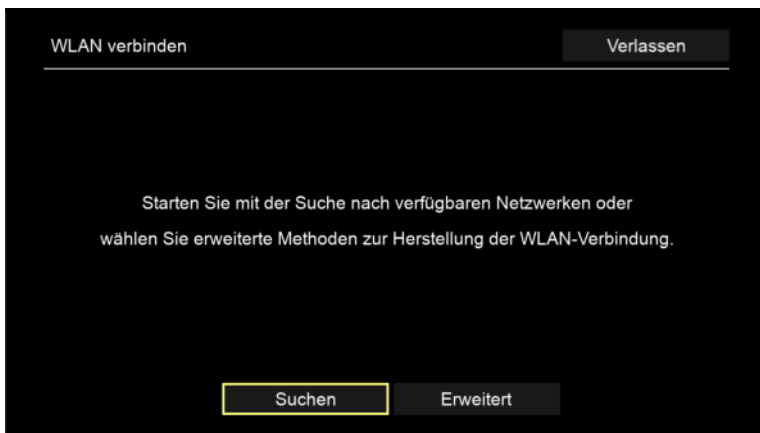 WLAN verbinden
Verlassen
Starten Sie mit der Suche nach verfügbaren Netzwerken oder
wählen Sie erweiterte Methoden zur Herstellung der WLAN-Verbindung.
Suchen
Erweitert